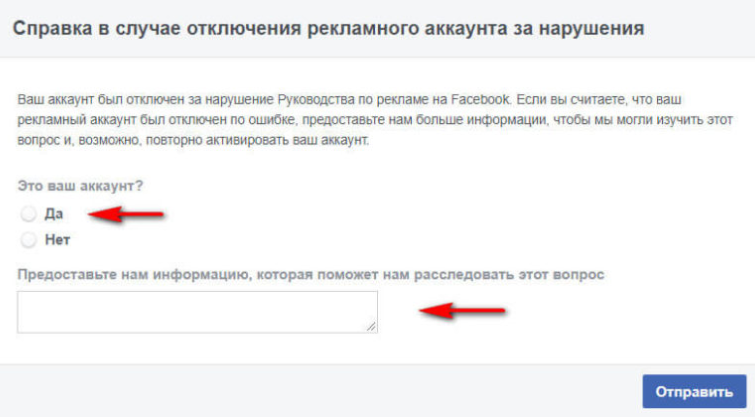 Справка в случае отключения рекламного аккаунта за нарушения
Ваш аккаунт был отключен за нарушение Руководства по рекламе на Facebook. Если вы считаете, что ваш
рекламный аккаунт был отключен по ошибке, предоставьте нам больше информации, чтобы мы могли изучить этот
вопрос и, возможно, повторно активировать ваш аккаунт.
Это ваш аккаунт?
Да
Нет
Предоставьте нам информацию, которая поможет нам расследовать этот вопрос
Отправить